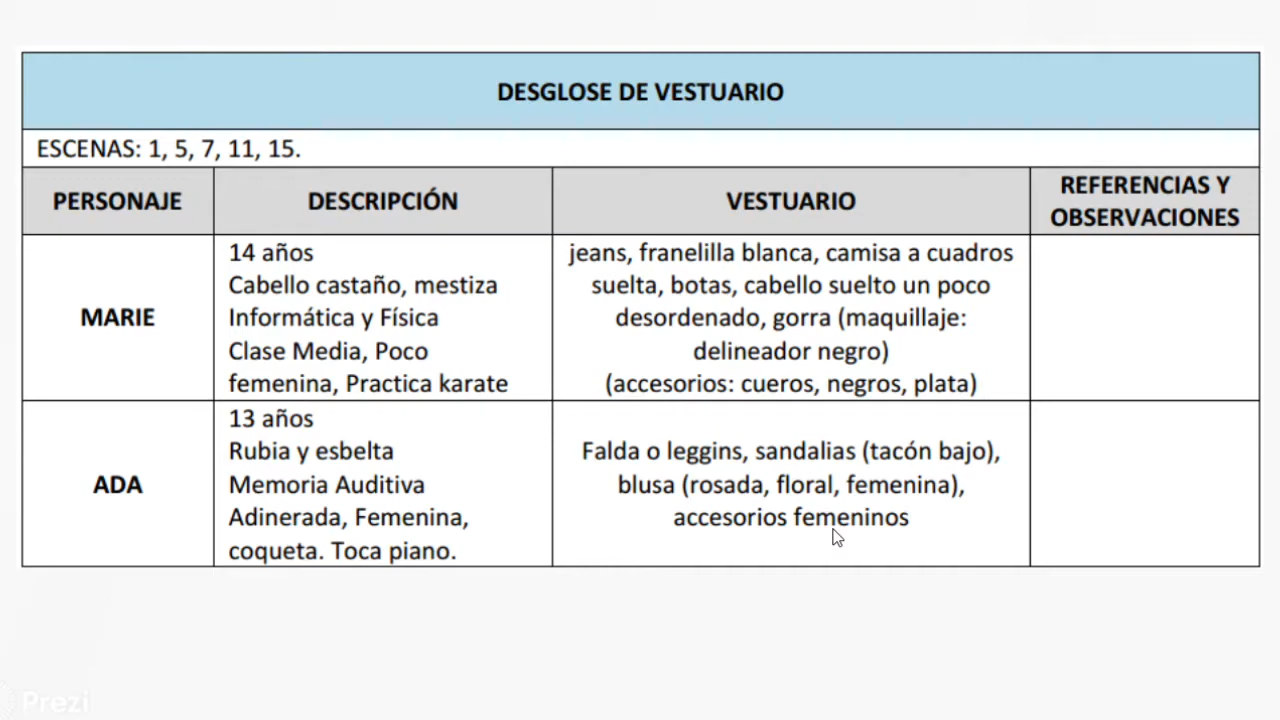 DESGLOSE DE VESTUARIO
ESCENAS: 1, 5, 7, 11, 15.
PERSONAJE
DESCRIPCIÓN
VESTUARIO
REFERENCIAS Y
OBSERVACIONES
MARIE
14 años
Cabello castaño, mestiza
Informática y Física
Clase Media, Poco
femenina, Practica karate
jeans, franelilla blanca, camisa a cuadros
suelta, botas, cabello suelto un poco
desordenado, gorra (maquillaje:
delineador negro)
(accesorios: cueros, negros, plata)
ADA
13 años
Rubia y esbelta
Memoria Auditiva
Adinerada, Femenina,
coqueta. Toca piano.
Falda o leggins, sandalias (tacón bajo),
blusa (rosada, floral, femenina),
accesorios femeninos
Prezi